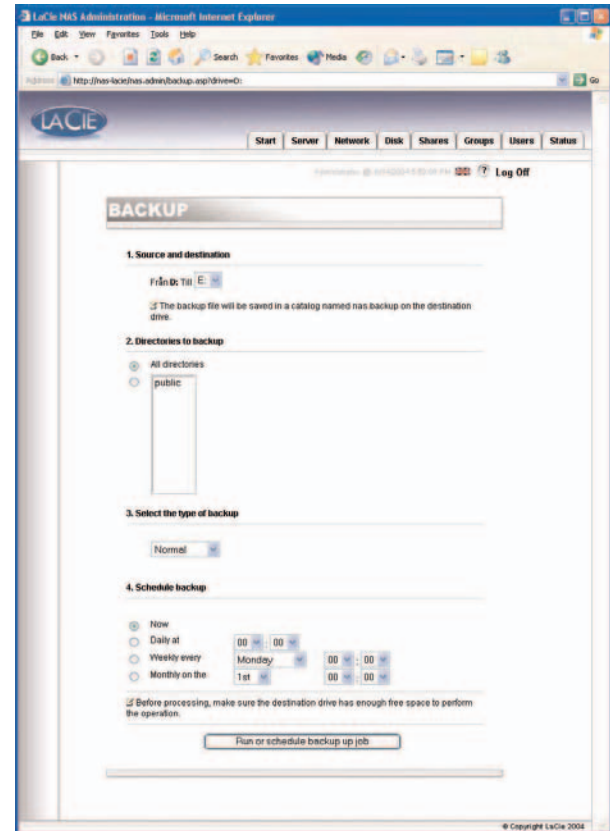 LaCie NAS Administration - Microsoft Internet Explorer
File Edit View Favorites Tools Help
Back Search Favorites Media
Address http://nas-lacie/nas.admin/backup.asp?drive=D: Go
LACIE
Start Server Network Disk Shares Groups Users Status
Log Off
BACKUP
1. Source and destination
Från D: Till E:
The backup file will be saved in a catalog named nas.backup on the destination
drive.
2. Directories to backup
All directories
public
3. Select the type of backup
Normal
4. Schedule backup
Now
Daily at 00 : 00
Weekly every Monday 00 : 00
Monthly on the 1st 00 : 00
Before processing, make sure the destination drive has enough free space to perform
the operation.
Run or schedule backup up job
© Copyright LaCie 2004